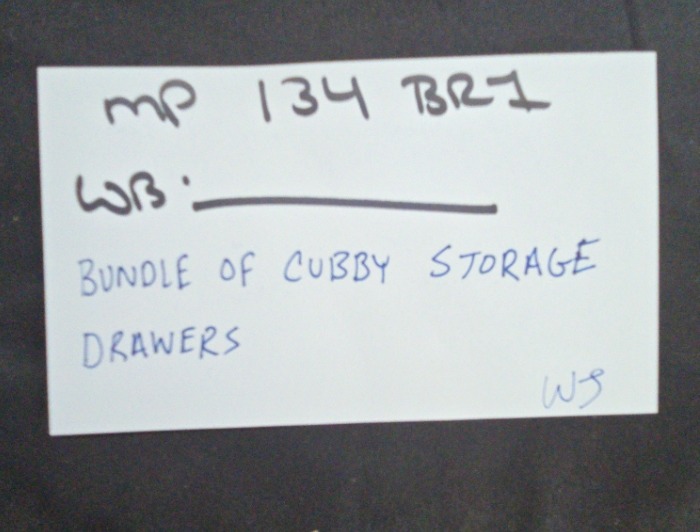 MP 134 BR1
WB.
BUNDLE OF CUBBY STORAGE
DRAWERS
WS